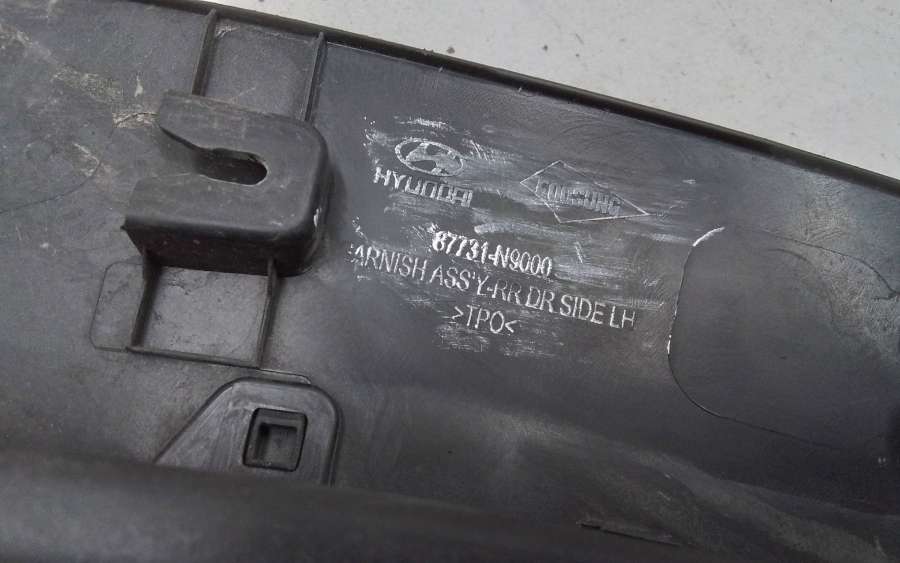 HYUNDAI
87731-N9000
ARNISH ASS'Y-RR DR SIDE LH
>TPO<